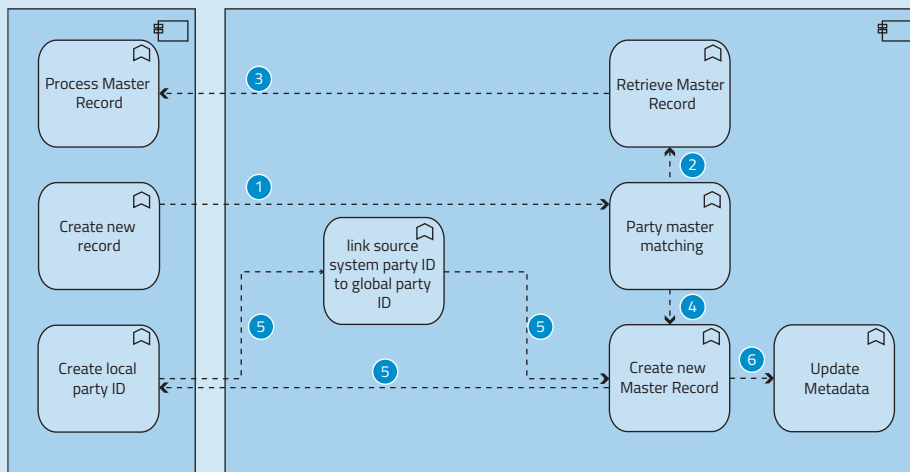 Process Master
Record
3
Retrieve Master
Record
2
Create new
record
1
Party master
matching
link source
system party ID
to global party
ID
4
5
5
Create local
party ID
5
Create new
Master Record
6
Update
Metadata